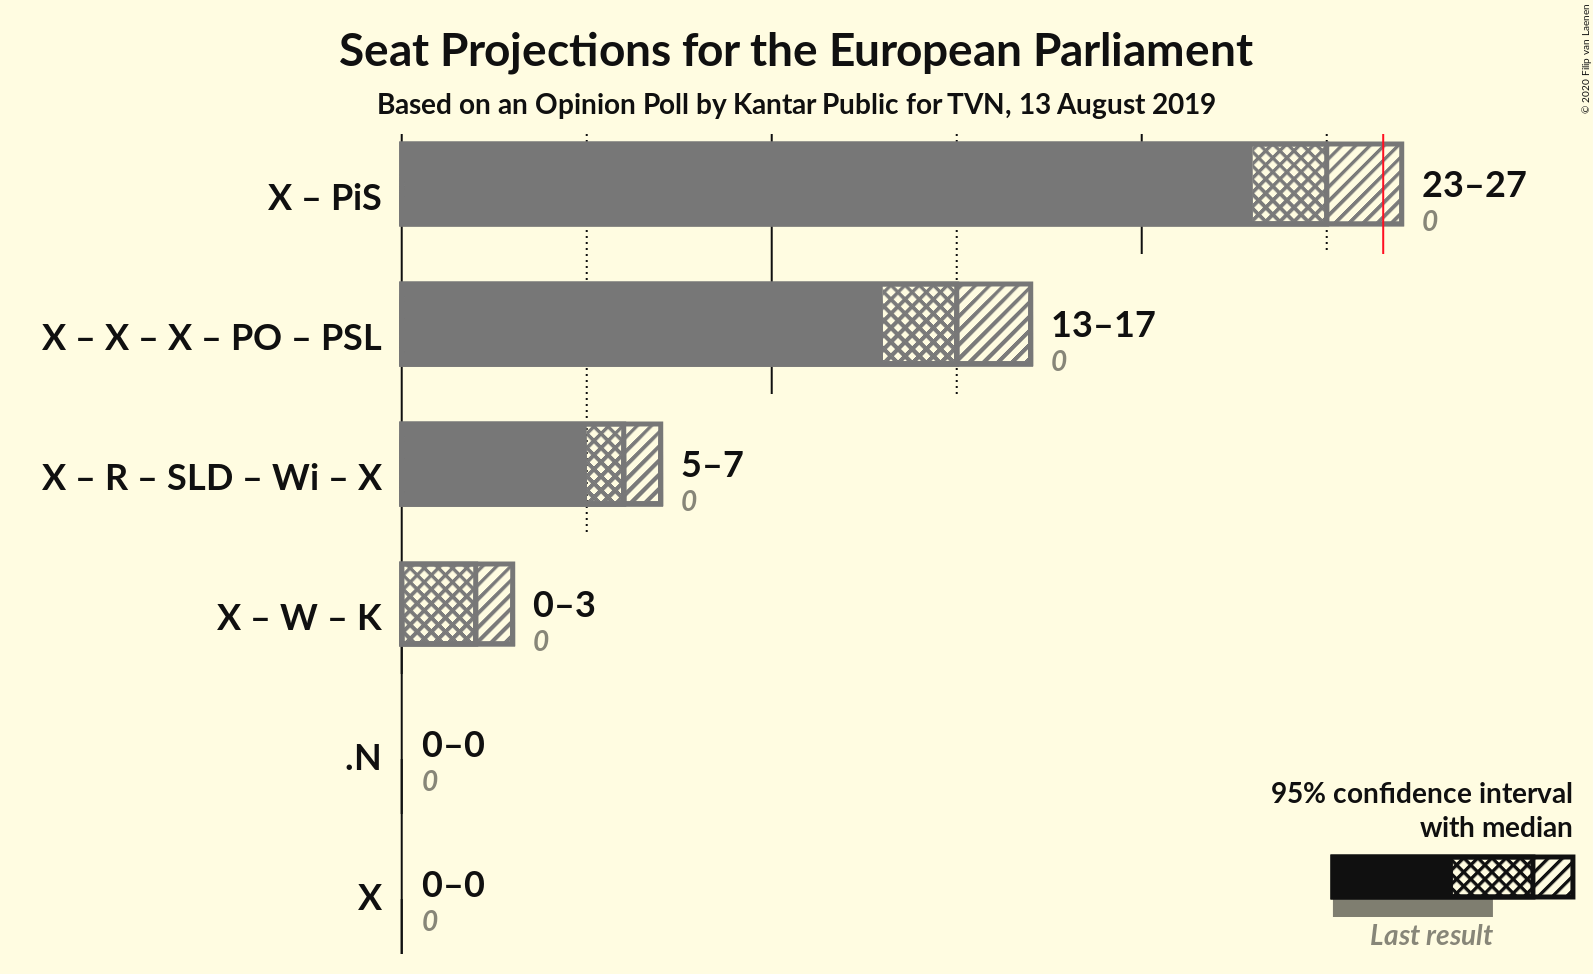 Seat Projections for the European Parliament
Based on an Opinion Poll by Kantar Public for TVN, 13 August 2019
© 2020 Filip van Laenen
X – PiS
23–27
0
X – X – X – PO – PSL
13–17
0
X – R – SLD – Wi – X
5–7
0
X – W – K
0–3
0
.N
0–0
0
X
0–0
0
95% confidence interval
with median
Last result